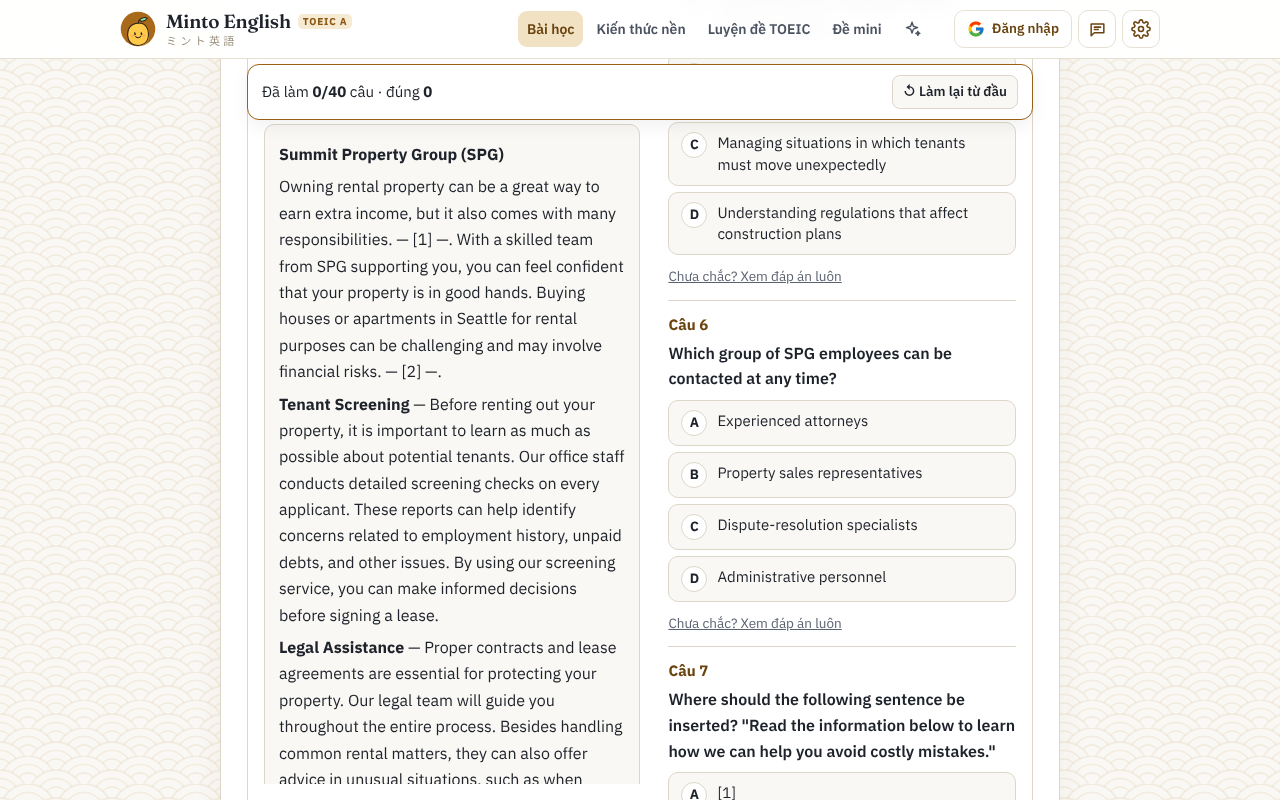 Minto English TOEIC A
ミント英語
Bài học
Kiến thức nền
Luyện đề TOEIC
Đề mini
Đăng nhập
Đã làm 0/40 câu · đúng 0
Làm lại từ đầu
Summit Property Group (SPG)
Owning rental property can be a great way to
earn extra income, but it also comes with many
responsibilities. — [1] —. With a skilled team
from SPG supporting you, you can feel confident
that your property is in good hands. Buying
houses or apartments in Seattle for rental
purposes can be challenging and may involve
financial risks. — [2] —.
Tenant Screening — Before renting out your
property, it is important to learn as much as
possible about potential tenants. Our office staff
conducts detailed screening checks on every
applicant. These reports can help identify
concerns related to employment history, unpaid
debts, and other issues. By using our screening
service, you can make informed decisions
before signing a lease.
Legal Assistance — Proper contracts and lease
agreements are essential for protecting your
property. Our legal team will guide you
throughout the entire process. Besides handling
common rental matters, they can also offer
advice in unusual situations, such as when
C Managing situations in which tenants
must move unexpectedly
D Understanding regulations that affect
construction plans
Chưa chắc? Xem đáp án luôn
Câu 6
Which group of SPG employees can be
contacted at any time?
A Experienced attorneys
B Property sales representatives
C Dispute-resolution specialists
D Administrative personnel
Chưa chắc? Xem đáp án luôn
Câu 7
Where should the following sentence be
inserted? "Read the information below to learn
how we can help you avoid costly mistakes."
A [1]